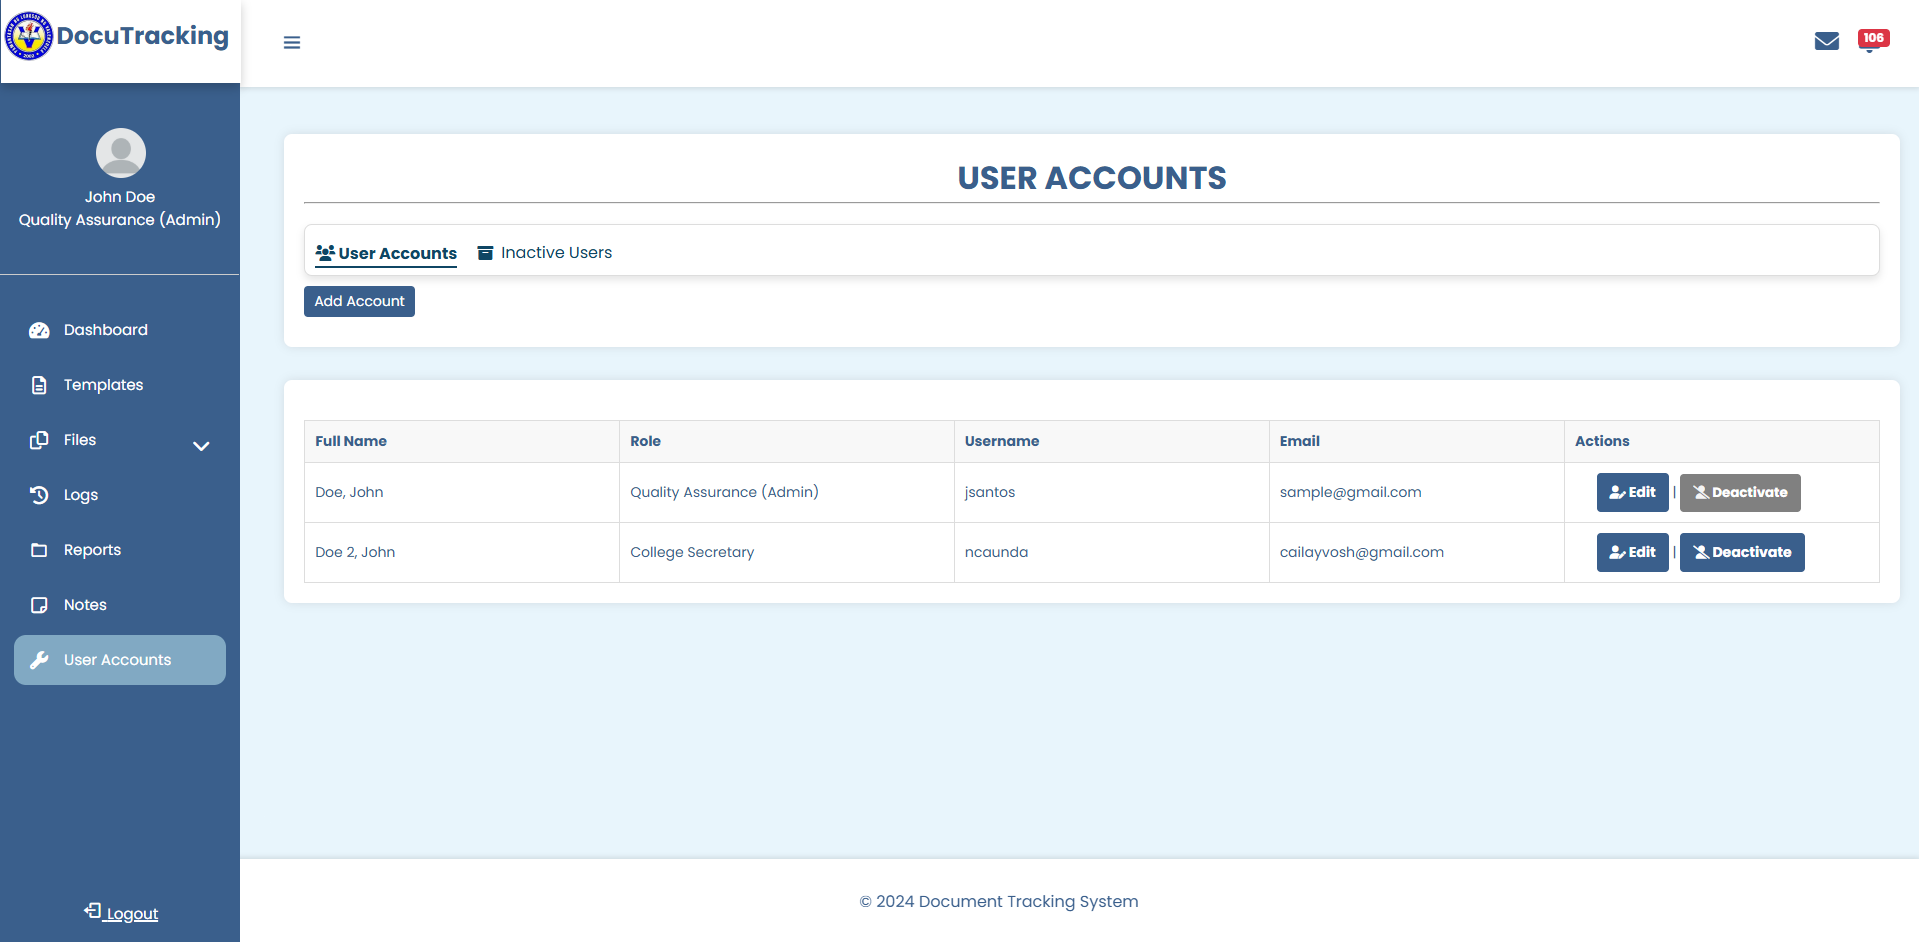 DocuTracking
106
John Doe
Quality Assurance (Admin)
Dashboard
Templates
Files
Logs
Reports
Notes
User Accounts
Logout
USER ACCOUNTS
User Accounts Inactive Users
Add Account
Full Name Role Username Email Actions
Doe, John Quality Assurance (Admin) jsantos sample@gmail.com Edit | Deactivate
Doe 2, John College Secretary ncaunda cailayvosh@gmail.com Edit | Deactivate
© 2024 Document Tracking System